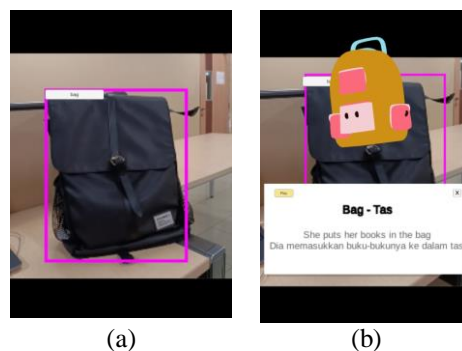 bag
Bag - Tas
She puts her books in the bag
Dia memasukkan buku-bukunya ke dalam tas
(a)
(b)